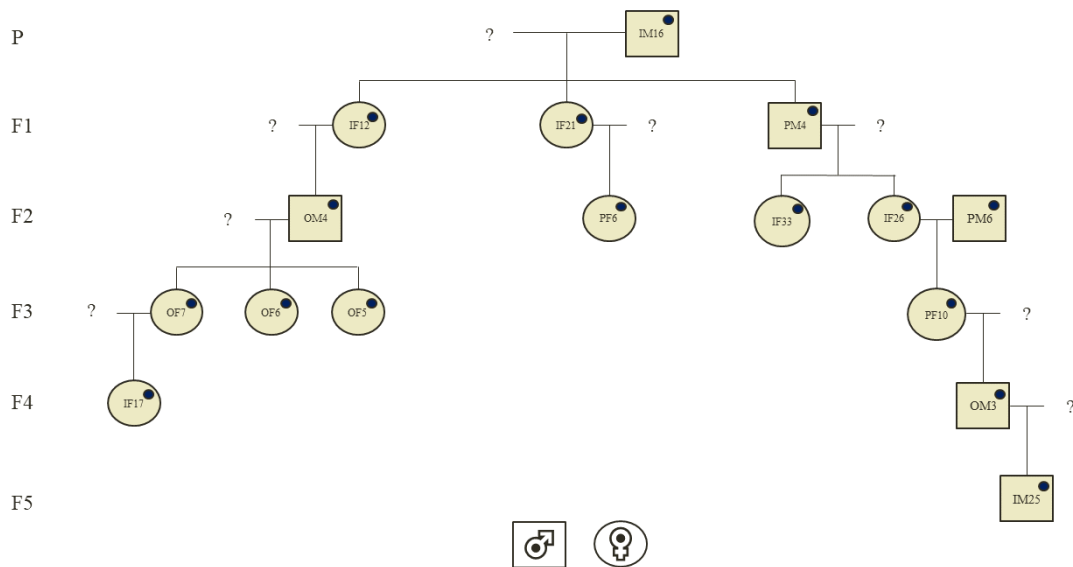 P ? IM16
F1 ? IF12 IF21 ? PM4 ?
F2 ? OM4 PF6 IF33 IF26 PM6
F3 ? OF7 OF6 OF5 PF10 ?
F4 IF17 OM3 ?
F5 IM25